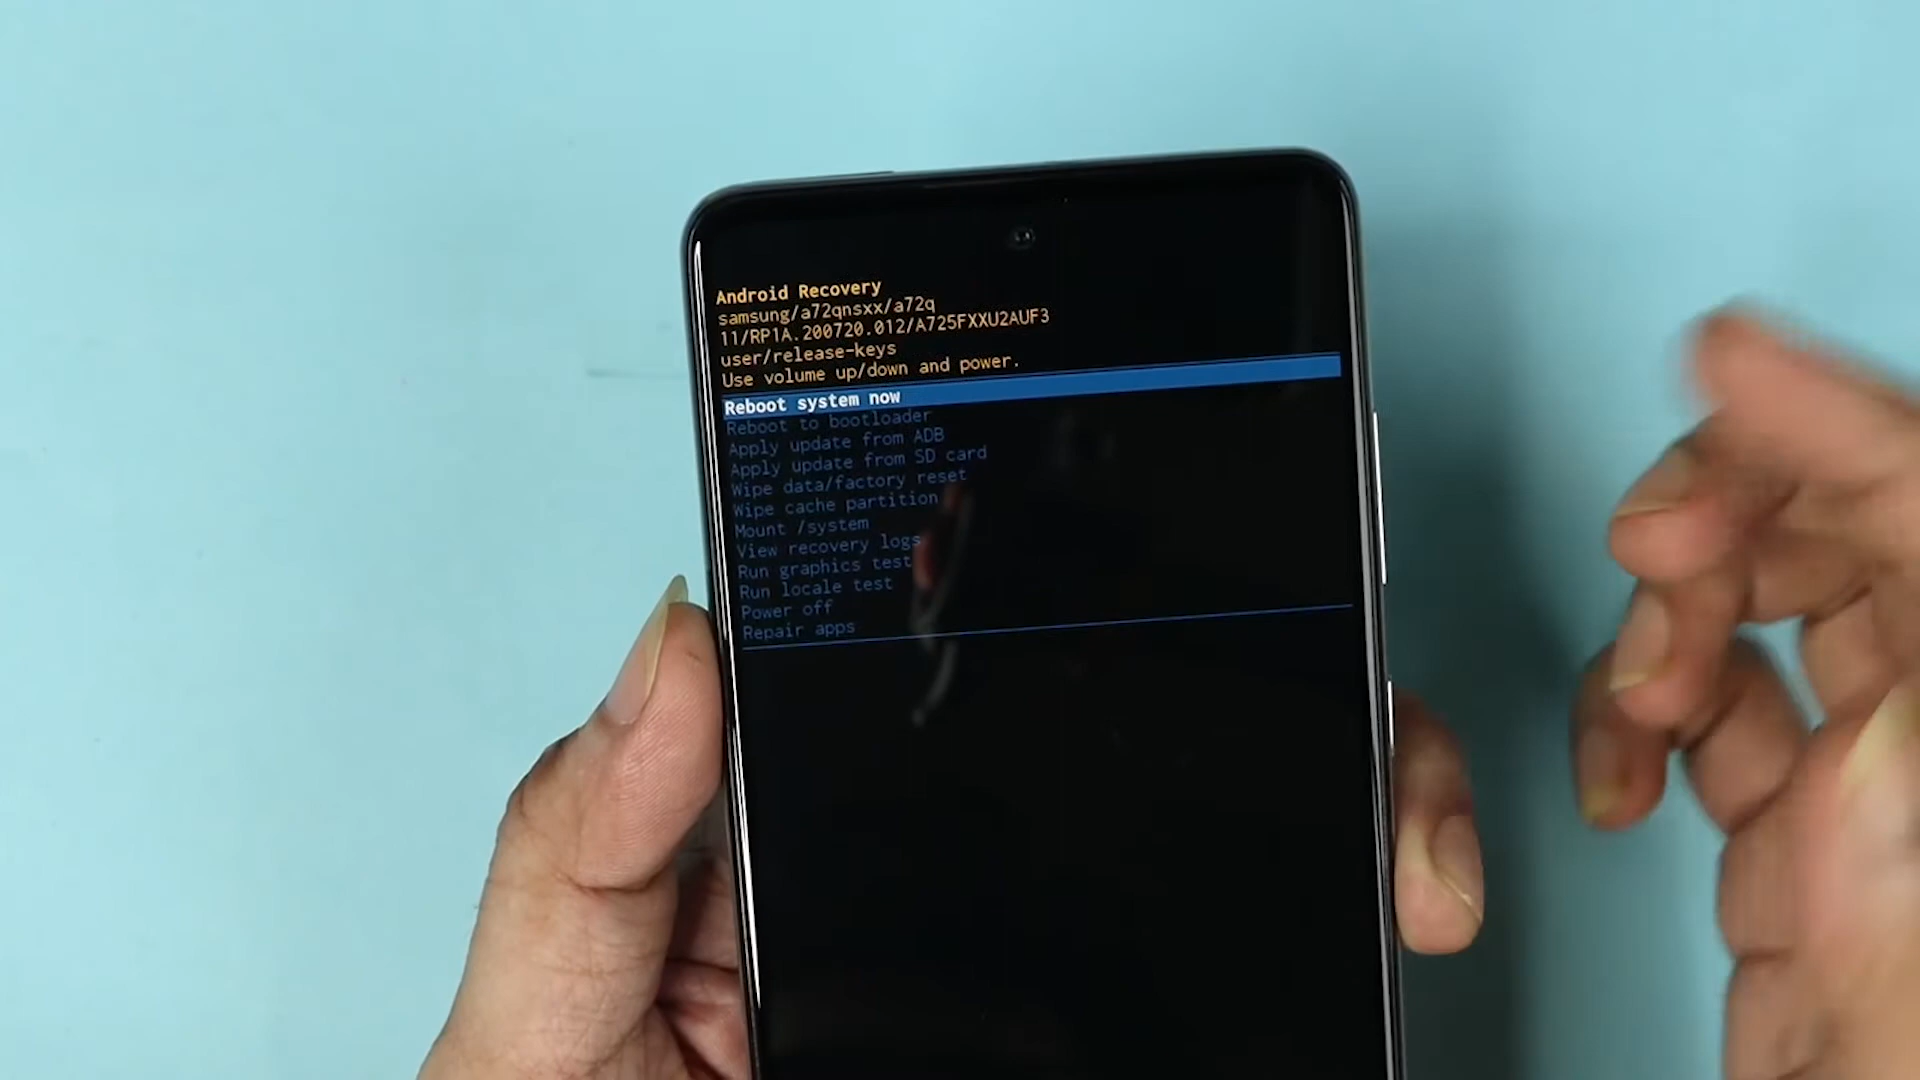 Android Recovery
samsung/a72qnsxx/a72q
11/RP1A.200720.012/A725FXXU2AUF3
user/release-keys
Use volume up/down and power.
Reboot system now
Reboot to bootloader
Apply update from ADB
Apply update from SD card
Wipe data/factory reset
Wipe cache partition
Mount /system
View recovery logs
Run graphics test
Run locale test
Power off
Repair apps